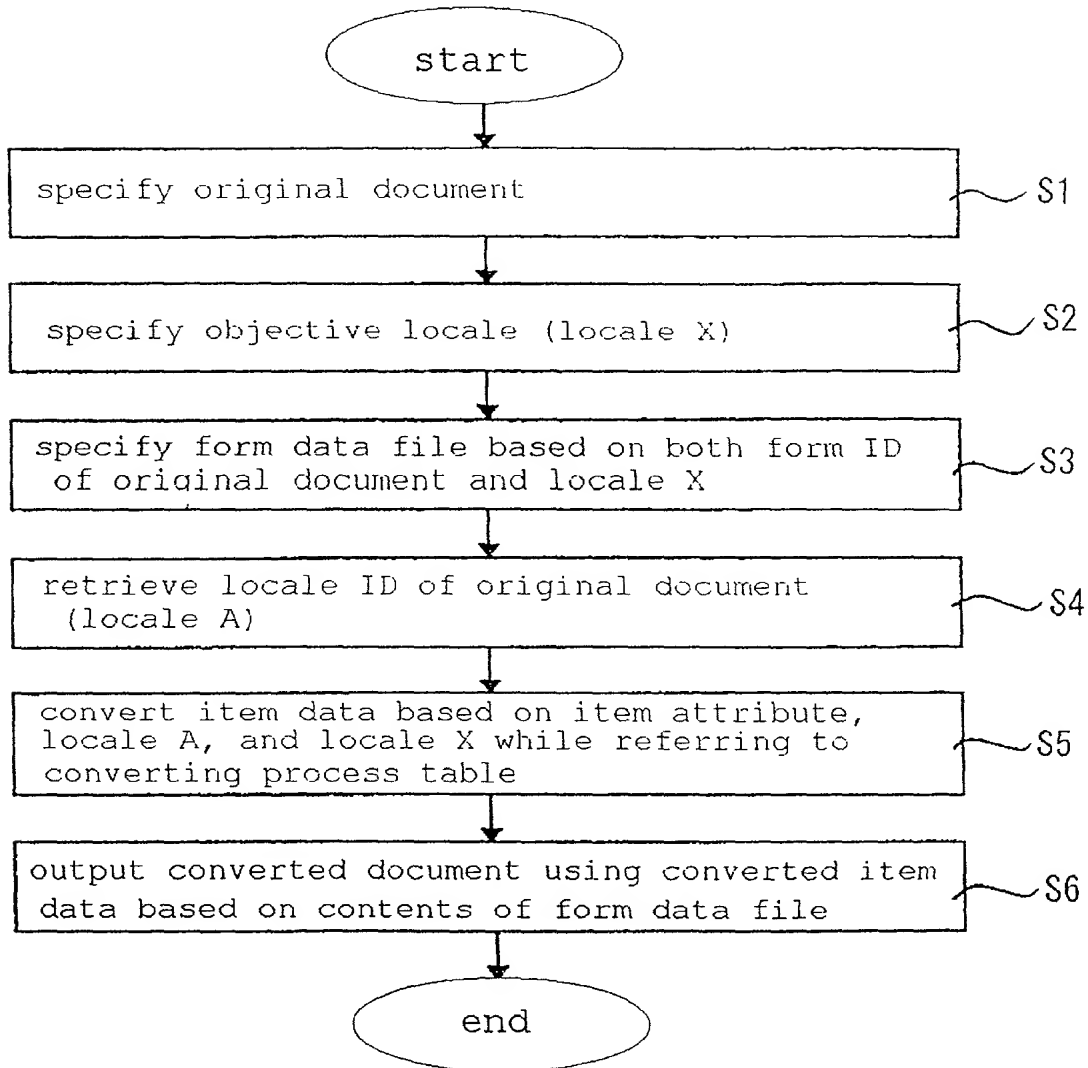 start
specify original document
S1
specify objective locale (locale X)
S2
specify form data file based on both form ID
of original document and locale X
S3
retrieve locale ID of original document
(locale A)
S4
convert item data based on item attribute,
locale A, and locale X while referring to
converting process table
S5
output converted document using converted item
data based on contents of form data file
S6
end